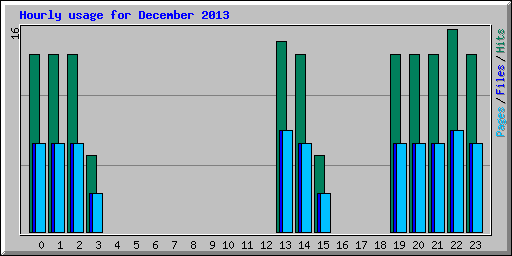 Hourly usage for December 2013
16
Pages / Files / Hits
0 1 2 3 4 5 6 7 8 9 10 11 12 13 14 15 16 17 18 19 20 21 22 23